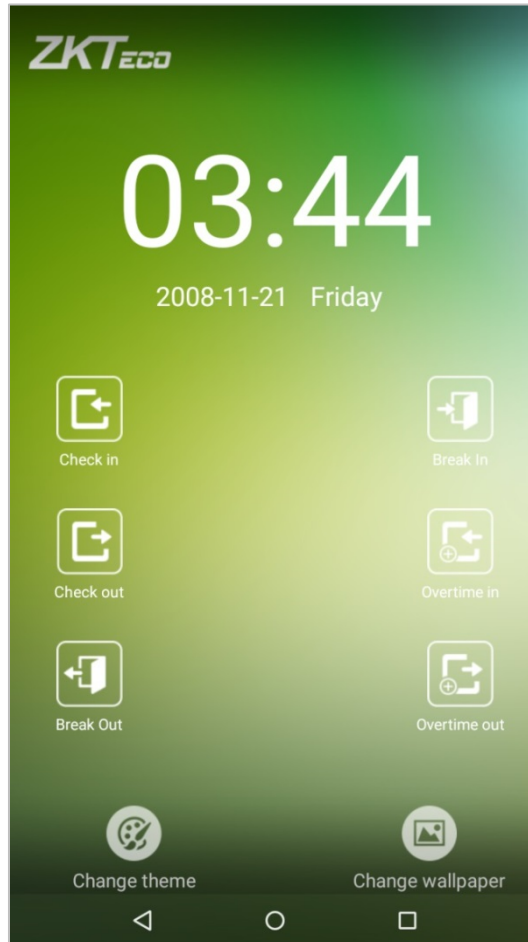 ZKTECO
03:44
2008-11-21 Friday
Check in
Break In
Check out
Overtime in
Break Out
Overtime out
Change theme
Change wallpaper